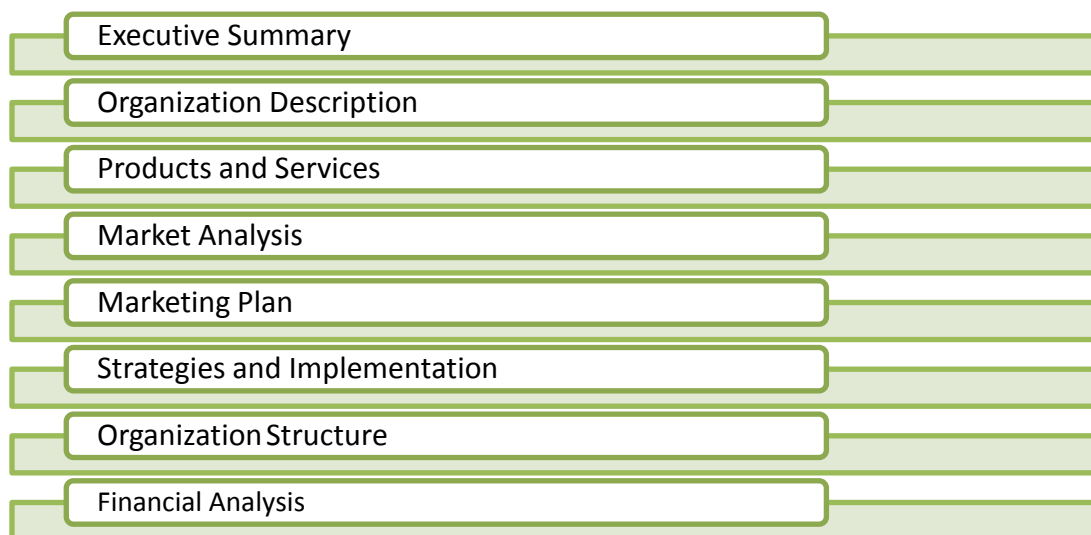 Executive Summary
Organization Description
Products and Services
Market Analysis
Marketing Plan
Strategies and Implementation
Organization Structure
Financial Analysis